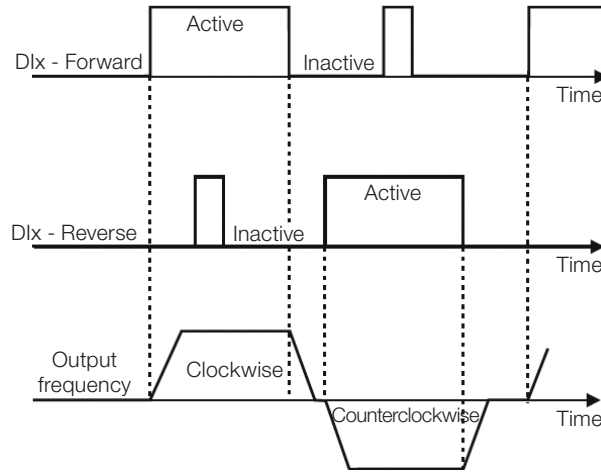 Active
DIx - Forward
Inactive
Time
Active
DIx - Reverse
Inactive
Time
Output
frequency
Clockwise
Counterclockwise
Time